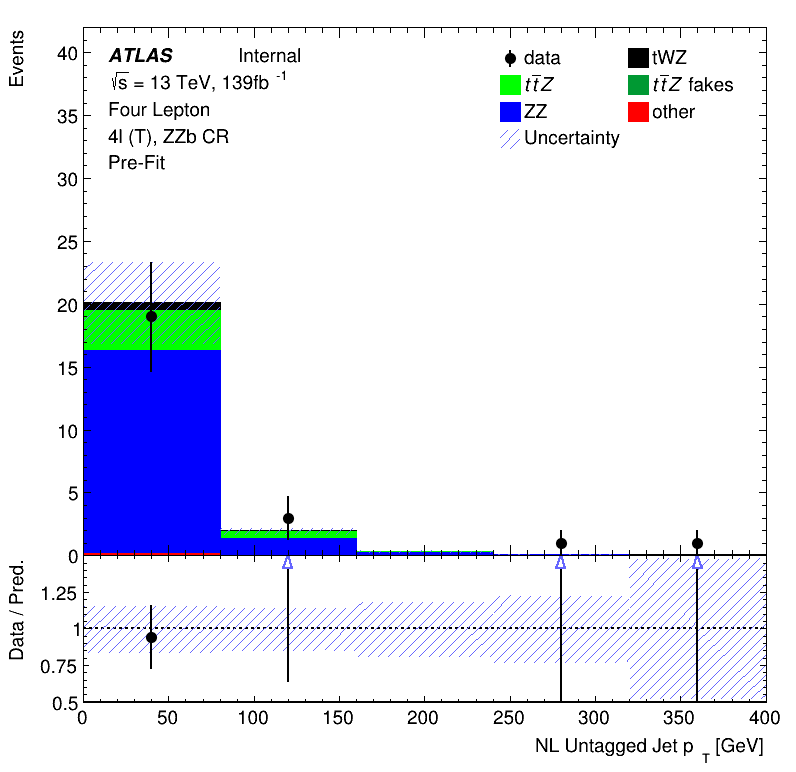 Events
40
35
30
25
20
15
10
5
0
ATLAS Internal
√s = 13 TeV, 139fb -1
Four Lepton
4l (T), ZZb CR
Pre-Fit
data
tt̄Z
ZZ
Uncertainty
tWZ
tt̄Z fakes
other
Data / Pred.
1.25
1
0.75
0.5
0 50 100 150 200 250 300 350 400
NL Untagged Jet p T [GeV]